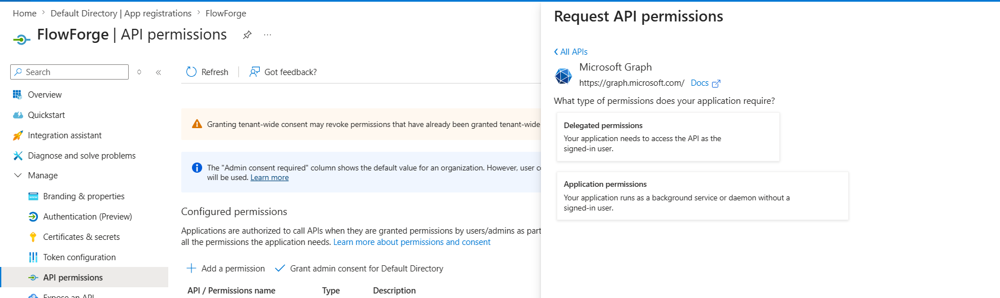 Home > Default Directory | App registrations > FlowForge
FlowForge | API permissions
Search
Overview
Quickstart
Integration assistant
Diagnose and solve problems
Manage
Branding & properties
Authentication (Preview)
Certificates & secrets
Token configuration
API permissions
Expose an API
Refresh
Got feedback?
Granting tenant-wide consent may revoke permissions that have already been granted tenant-wide
The "Admin consent required" column shows the default value for an organization. However, user
will be used. Learn more
Configured permissions
Applications are authorized to call APIs when they are granted permissions by users/admins as part
all the permissions the application needs. Learn more about permissions and consent
Add a permission
Grant admin consent for Default Directory
API / Permissions name Type Description
Request API permissions
All APIs
Microsoft Graph
https://graph.microsoft.com/ Docs
What type of permissions does your application require?
Delegated permissions
Your application needs to access the API as the
signed-in user.
Application permissions
Your application runs as a background service or daemon without a
signed-in user.